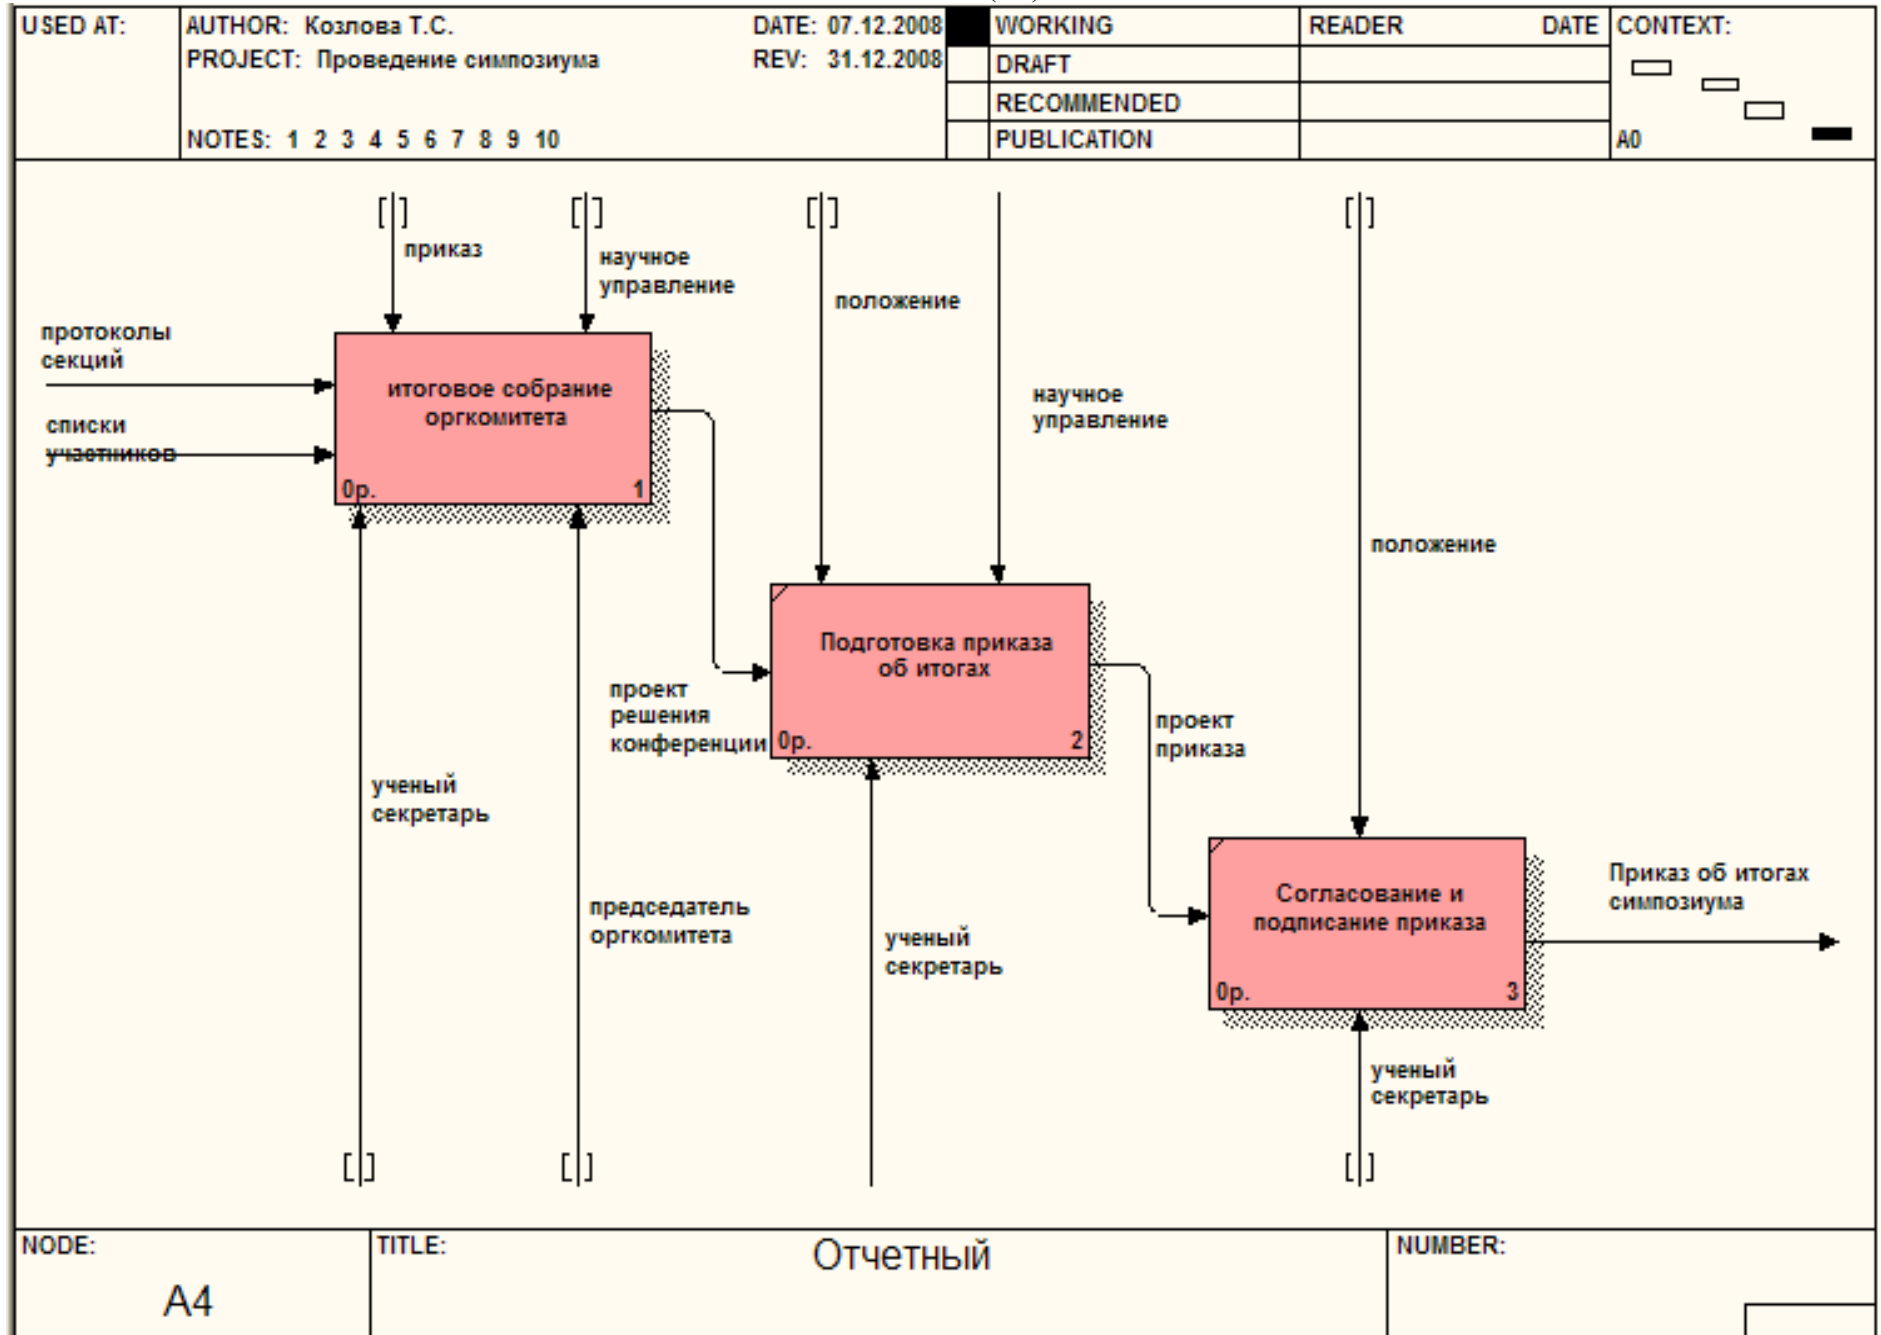 USED AT:
AUTHOR: Козлова Т.С.
DATE: 07.12.2008
WORKING
READER
DATE
CONTEXT:
PROJECT: Проведение симпозиума
REV: 31.12.2008
DRAFT
RECOMMENDED
NOTES: 1 2 3 4 5 6 7 8 9 10
PUBLICATION
A0
[ ]
[ ]
[ ]
[ ]
приказ
научное
управление
положение
протоколы
секций
итоговое собрание
оргкомитета
научное
управление
списки
участников
0р.
1
положение
Подготовка приказа
об итогах
проект
решения
конференции
0р.
2
проект
приказа
ученый
секретарь
Приказ об итогах
симпозиума
Согласование и
подписание приказа
председатель
оргкомитета
ученый
секретарь
0р.
3
ученый
секретарь
[ ]
[ ]
[ ]
NODE:
TITLE:
Отчетный
NUMBER:
A4